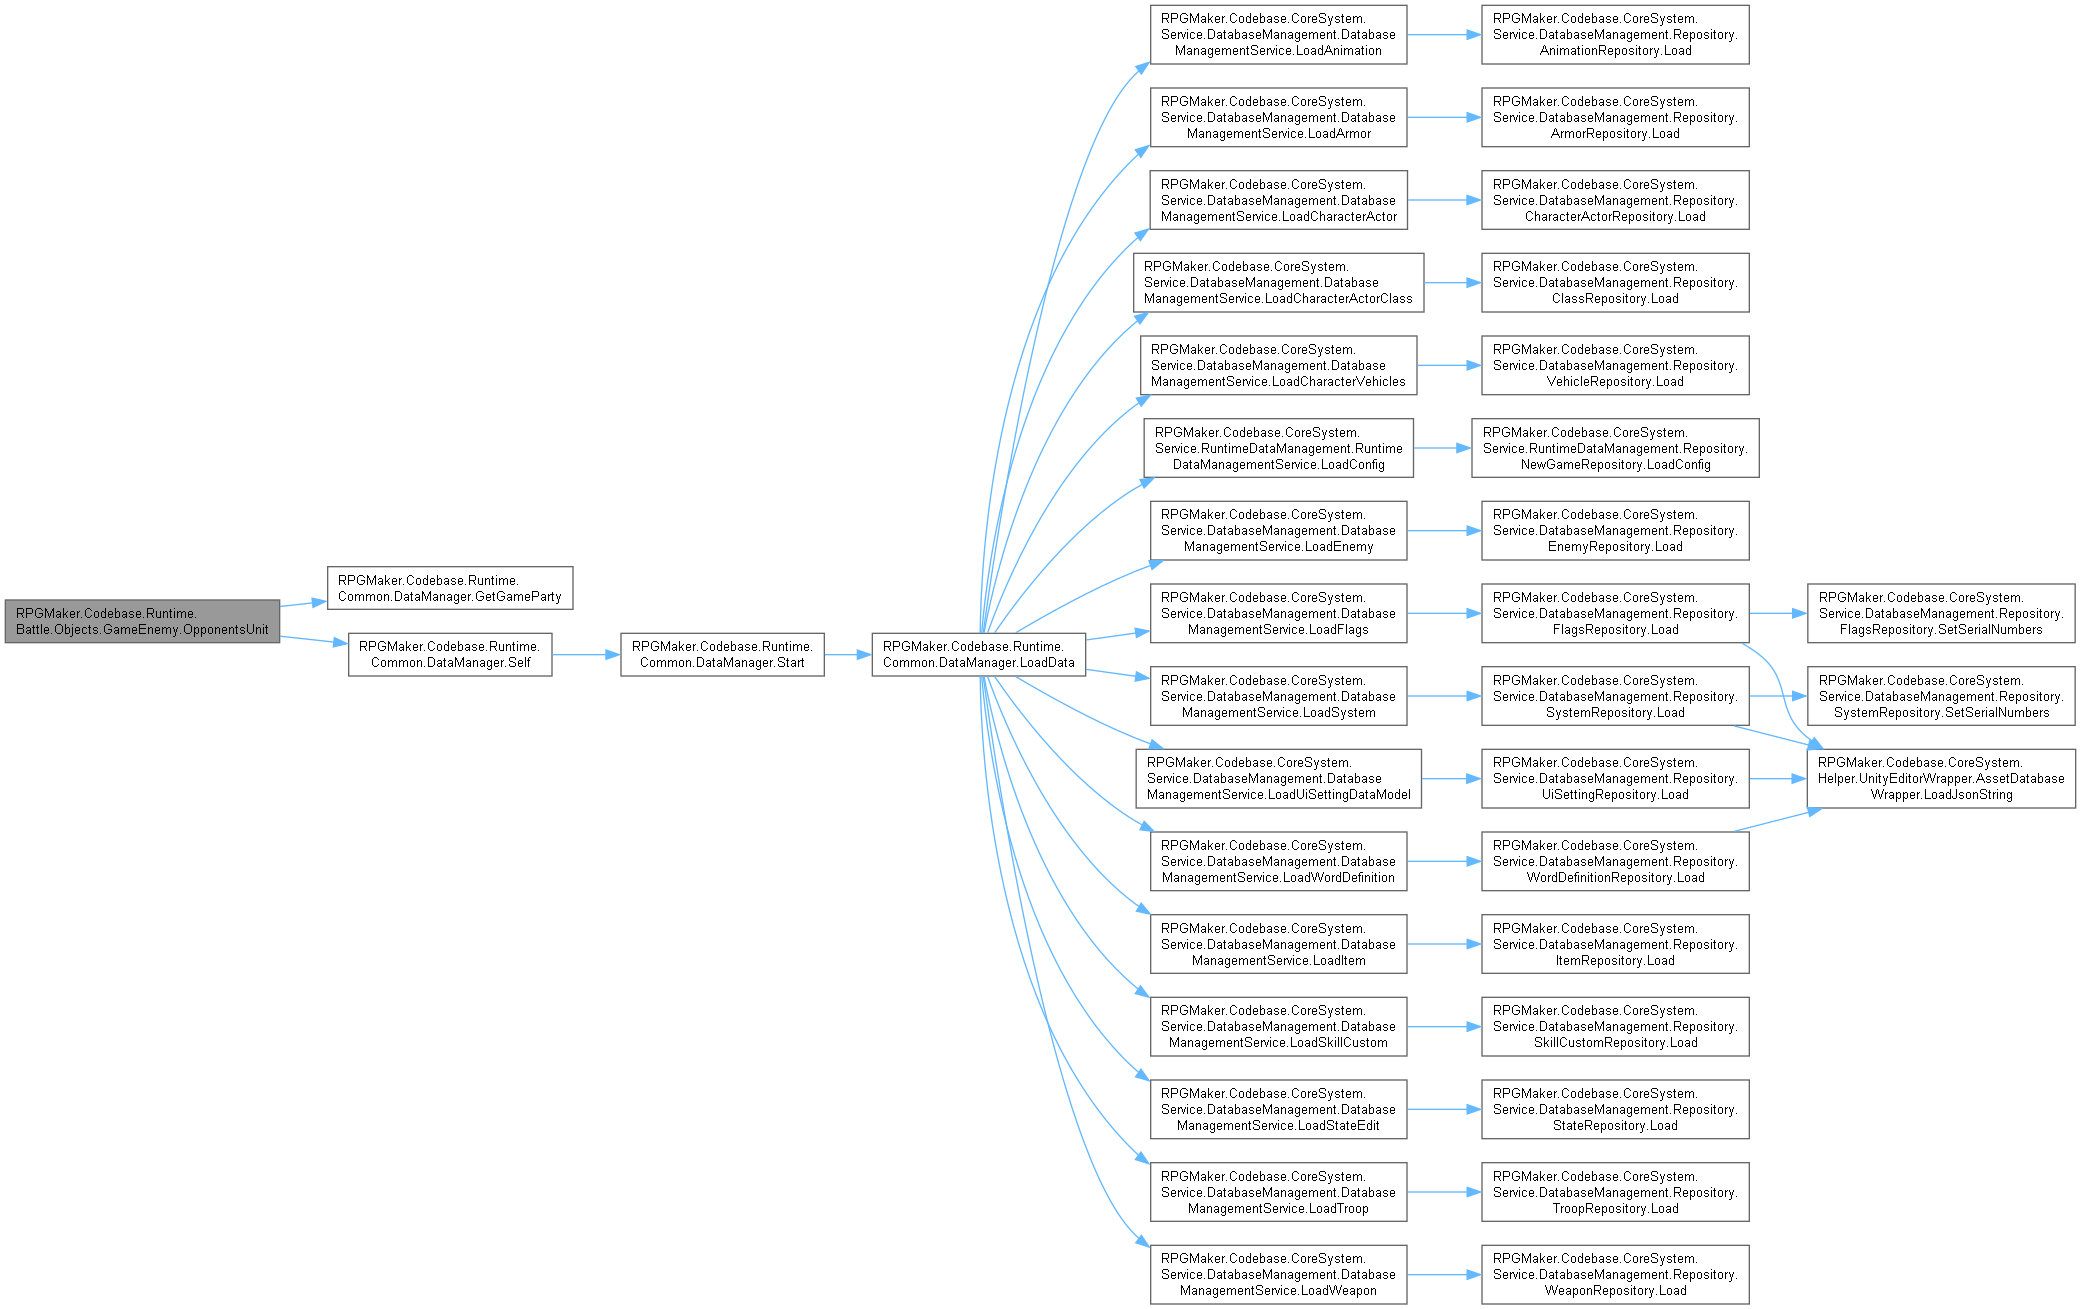 RPGMaker.Codebase.Runtime.
Battle.Objects.GameEnemy.OpponentsUnit
RPGMaker.Codebase.Runtime.
Common.DataManager.GetGameParty
RPGMaker.Codebase.Runtime.
Common.DataManager.Self
RPGMaker.Codebase.Runtime.
Common.DataManager.Start
RPGMaker.Codebase.Runtime.
Common.DataManager.LoadData
RPGMaker.Codebase.CoreSystem.
Service.DatabaseManagement.Database
ManagementService.LoadAnimation
RPGMaker.Codebase.CoreSystem.
Service.DatabaseManagement.Repository.
AnimationRepository.Load
RPGMaker.Codebase.CoreSystem.
Service.DatabaseManagement.Database
ManagementService.LoadArmor
RPGMaker.Codebase.CoreSystem.
Service.DatabaseManagement.Repository.
ArmorRepository.Load
RPGMaker.Codebase.CoreSystem.
Service.DatabaseManagement.Database
ManagementService.LoadCharacterActor
RPGMaker.Codebase.CoreSystem.
Service.DatabaseManagement.Repository.
CharacterActorRepository.Load
RPGMaker.Codebase.CoreSystem.
Service.DatabaseManagement.Database
ManagementService.LoadCharacterActorClass
RPGMaker.Codebase.CoreSystem.
Service.DatabaseManagement.Repository.
ClassRepository.Load
RPGMaker.Codebase.CoreSystem.
Service.DatabaseManagement.Database
ManagementService.LoadCharacterVehicles
RPGMaker.Codebase.CoreSystem.
Service.DatabaseManagement.Repository.
VehicleRepository.Load
RPGMaker.Codebase.CoreSystem.
Service.RuntimeDataManagement.Runtime
DataManagementService.LoadConfig
RPGMaker.Codebase.CoreSystem.
Service.RuntimeDataManagement.Repository.
NewGameRepository.LoadConfig
RPGMaker.Codebase.CoreSystem.
Service.DatabaseManagement.Database
ManagementService.LoadEnemy
RPGMaker.Codebase.CoreSystem.
Service.DatabaseManagement.Repository.
EnemyRepository.Load
RPGMaker.Codebase.CoreSystem.
Service.DatabaseManagement.Database
ManagementService.LoadFlags
RPGMaker.Codebase.CoreSystem.
Service.DatabaseManagement.Repository.
FlagsRepository.Load
RPGMaker.Codebase.CoreSystem.
Service.DatabaseManagement.Repository.
FlagsRepository.SetSerialNumbers
RPGMaker.Codebase.CoreSystem.
Service.DatabaseManagement.Database
ManagementService.LoadSystem
RPGMaker.Codebase.CoreSystem.
Service.DatabaseManagement.Repository.
SystemRepository.Load
RPGMaker.Codebase.CoreSystem.
Service.DatabaseManagement.Repository.
SystemRepository.SetSerialNumbers
RPGMaker.Codebase.CoreSystem.
Service.DatabaseManagement.Database
ManagementService.LoadUiSettingDataModel
RPGMaker.Codebase.CoreSystem.
Service.DatabaseManagement.Repository.
UiSettingRepository.Load
RPGMaker.Codebase.CoreSystem.
Helper.UnityEditorWrapper.AssetDatabase
Wrapper.LoadJsonString
RPGMaker.Codebase.CoreSystem.
Service.DatabaseManagement.Database
ManagementService.LoadWordDefinition
RPGMaker.Codebase.CoreSystem.
Service.DatabaseManagement.Repository.
WordDefinitionRepository.Load
RPGMaker.Codebase.CoreSystem.
Service.DatabaseManagement.Database
ManagementService.LoadItem
RPGMaker.Codebase.CoreSystem.
Service.DatabaseManagement.Repository.
ItemRepository.Load
RPGMaker.Codebase.CoreSystem.
Service.DatabaseManagement.Database
ManagementService.LoadSkillCustom
RPGMaker.Codebase.CoreSystem.
Service.DatabaseManagement.Repository.
SkillCustomRepository.Load
RPGMaker.Codebase.CoreSystem.
Service.DatabaseManagement.Database
ManagementService.LoadStateEdit
RPGMaker.Codebase.CoreSystem.
Service.DatabaseManagement.Repository.
StateRepository.Load
RPGMaker.Codebase.CoreSystem.
Service.DatabaseManagement.Database
ManagementService.LoadTroop
RPGMaker.Codebase.CoreSystem.
Service.DatabaseManagement.Repository.
TroopRepository.Load
RPGMaker.Codebase.CoreSystem.
Service.DatabaseManagement.Database
ManagementService.LoadWeapon
RPGMaker.Codebase.CoreSystem.
Service.DatabaseManagement.Repository.
WeaponRepository.Load